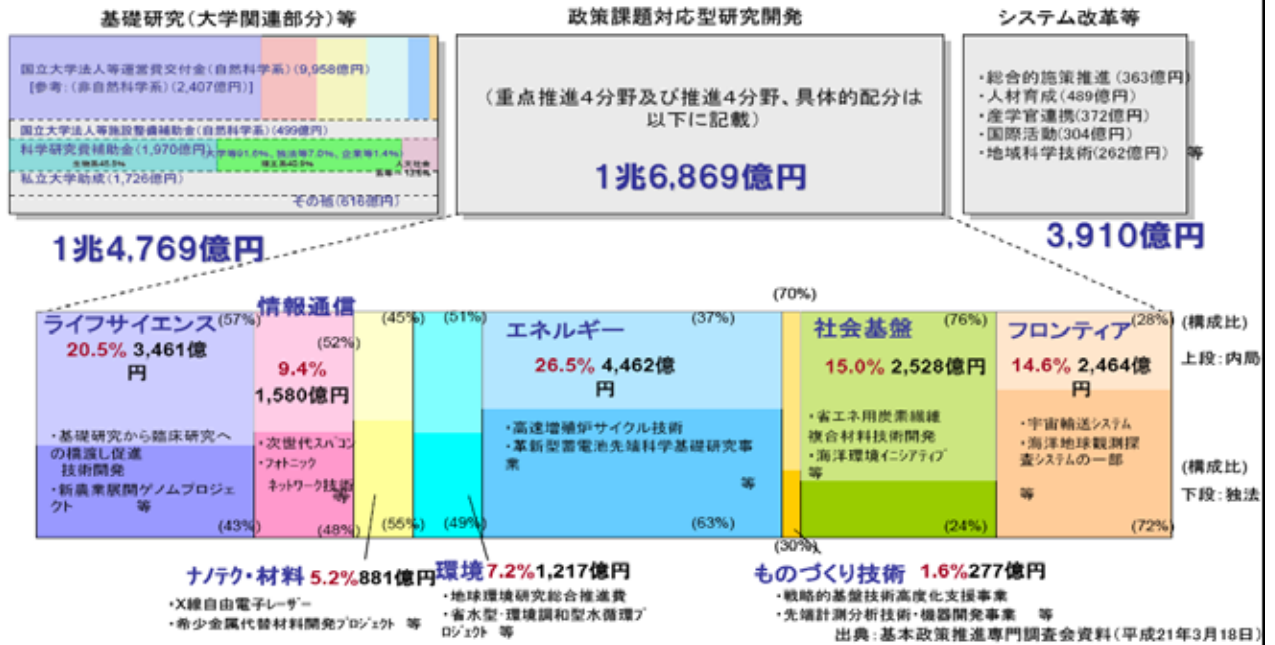 基礎研究(大学関連部分)等
政策課題対応型研究開発
システム改革等
国立大学法人等運営費交付金(自然科学系)(9,958億円)
[参考:(非自然科学系)(2,407億円)]
国立大学法人等施設整備補助金(自然科学系)(499億円)
科学研究費補助金(1,970億円)
(大学等91.6%、独法等7.0%、企業等1.4%)
私立大学助成(1,726億円)
その他(616億円)
1兆4,769億円
(重点推進4分野及び推進4分野、具体的配分は
以下に記載)
1兆6,869億円
・総合的施策推進(363億円)
・人材育成(489億円)
・産学官連携(372億円)
・国際活動(304億円)
・地域科学技術(262億円) 等
3,910億円
ライフサイエンス(57%)
20.5% 3,461億
円
・基礎研究から臨床研究へ
の橋渡し促進
技術開発
・新農業展開ゲノムプロジェ
クト 等
(43%)
情報通信
(52%)
9.4%
1,580億円
・次世代スパコン
・フォトニック
ネットワーク技術
等
(48%)
(45%)
(55%)
(51%)
(49%)
エネルギー (37%)
26.5% 4,462億
円
・高速増殖炉サイクル技術
・革新型蓄電池先端科学基礎研究事
業
等
(63%)
(70%)
(30%)
社会基盤 (76%)
15.0% 2,528億円
・省エネ用炭素繊維
複合材料技術開発
・海洋環境イニシアティブ
等
(24%)
フロンティア(28%)
14.6% 2,464億
円
・宇宙輸送システム
・海洋地球観測探
査システムの一部
等
(72%)
(構成比)
上段:内局
(構成比)
下段:独法
ナノテク・材料 5.2%881億円
・X線自由電子レーザー
・希少金属代替材料開発プロジェクト 等
環境7.2%1,217億円
・地球環境研究総合推進費
・省水型・環境調和型水循環プ
ロジェクト 等
ものづくり技術 1.6%277億円
・戦略的基盤技術高度化支援事業
・先端計測分析技術・機器開発事業 等
出典:基本政策推進専門調査会資料(平成21年3月18日)